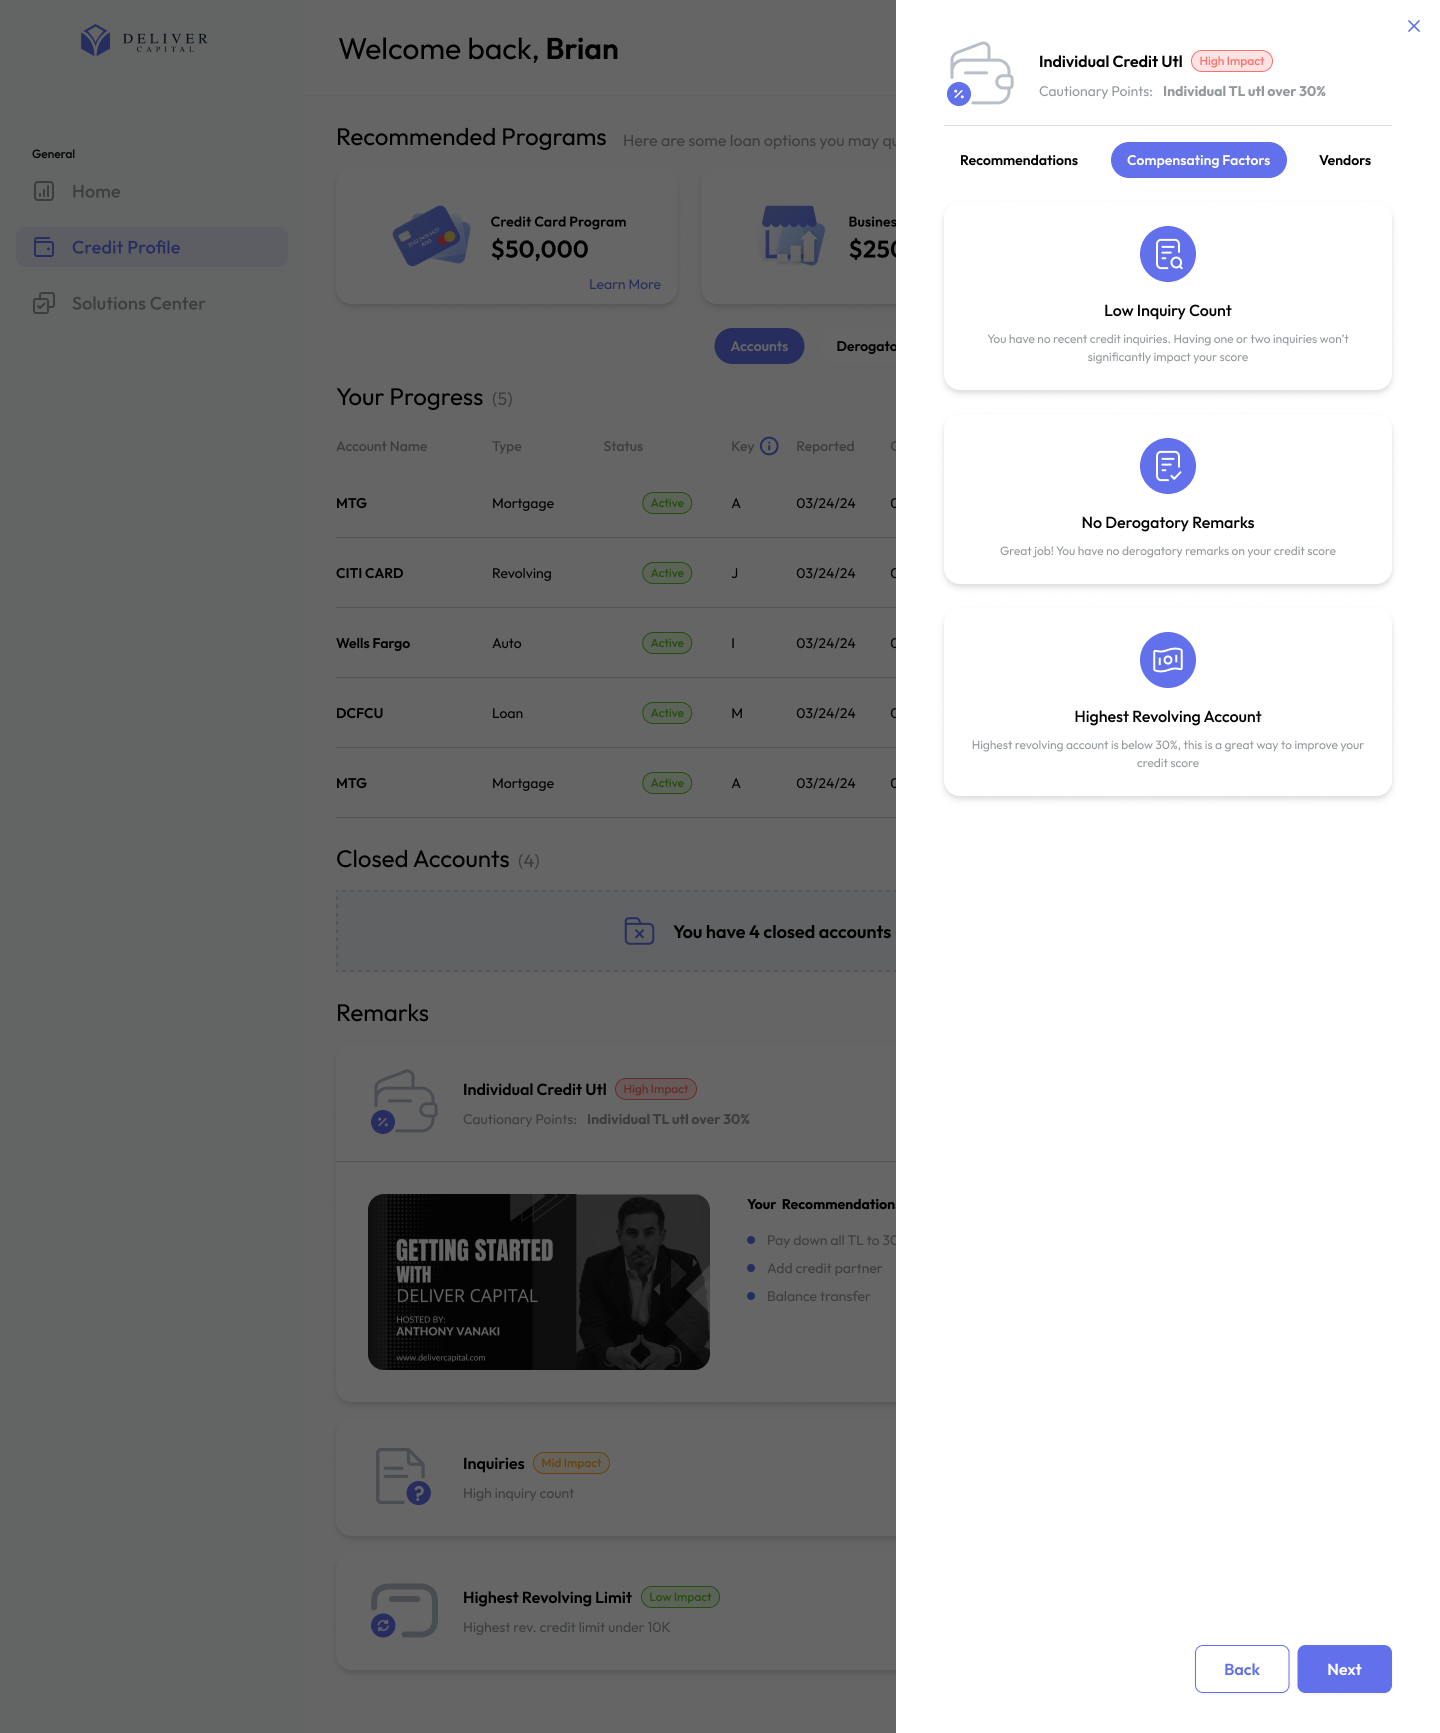 DELIVER
CAPITAL
Welcome back, Brian
General
Home
Credit Profile
Solutions Center
Recommended Programs
Here are some loan options you may qu
Credit Card Program
$50,000
Learn More
Busines
$250
Accounts
Derogato
Your Progress (5)
Account Name Type Status Key Reported
MTG Mortgage Active A 03/24/24
CITI CARD Revolving Active J 03/24/24
Wells Fargo Auto Active I 03/24/24
DCFCU Loan Active M 03/24/24
MTG Mortgage Active A 03/24/24
Closed Accounts (4)
You have 4 closed accounts
Remarks
Individual Credit Utl High Impact
Cautionary Points: Individual TL utl over 30%
GETTING STARTED
WITH
DELIVER CAPITAL
HOSTED BY:
ANTHONY VANAKI
www.delivercapital.com
Your Recommendation
Pay down all TL to 30
Add credit partner
Balance transfer
Inquiries Mid Impact
High inquiry count
Highest Revolving Limit Low Impact
Highest rev. credit limit under 10K
Individual Credit Utl High Impact
Cautionary Points: Individual TL utl over 30%
Recommendations Compensating Factors Vendors
Low Inquiry Count
You have no recent credit inquiries. Having one or two inquiries won't
significantly impact your score
No Derogatory Remarks
Great job! You have no derogatory remarks on your credit score
Highest Revolving Account
Highest revolving account is below 30%, this is a great way to improve your
credit score
Back Next